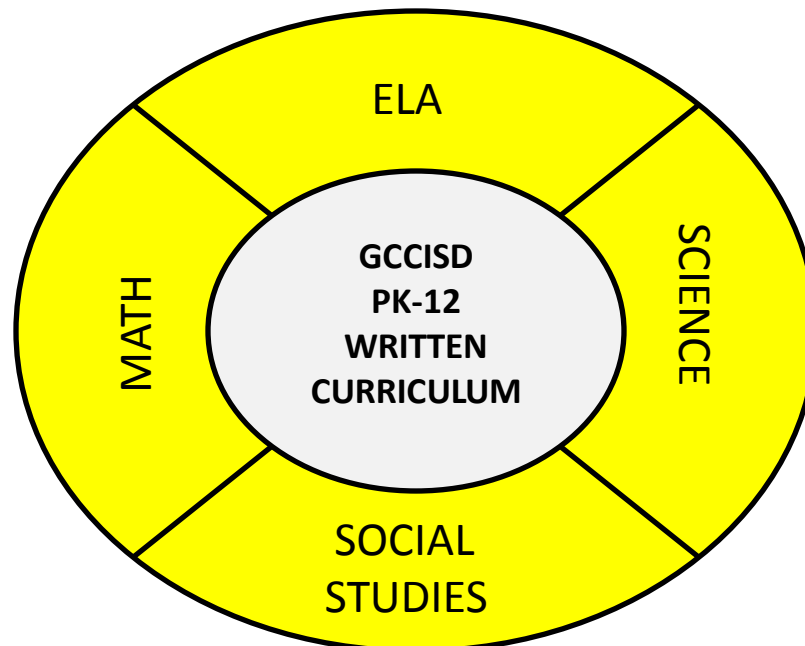 ELA
MATH
GCCISD
PK-12
WRITTEN
CURRICULUM
SCIENCE
SOCIAL
STUDIES